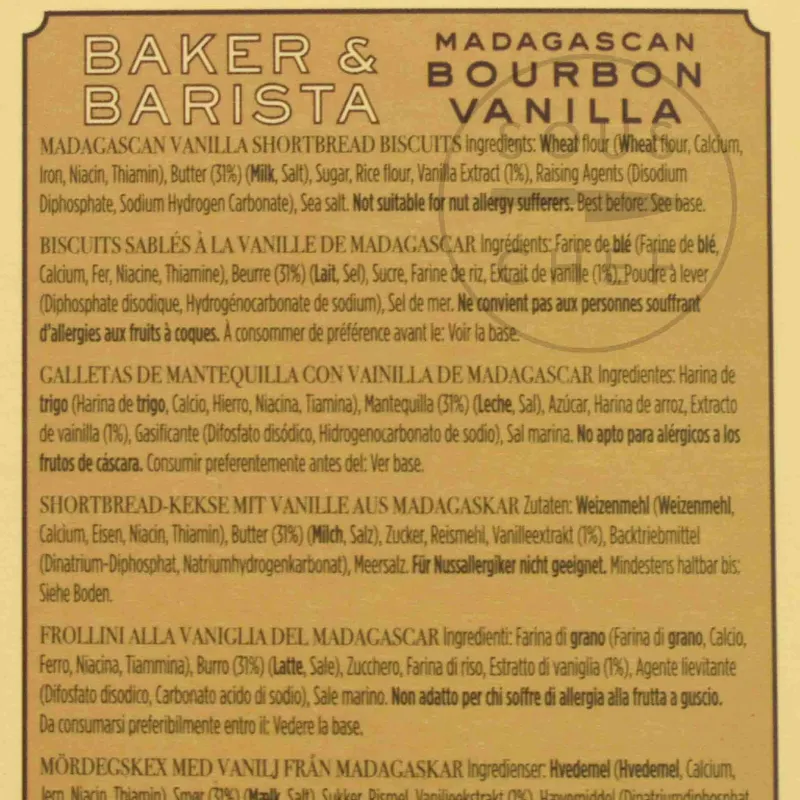 BAKER &
BARISTA
MADAGASCAN
BOURBON
VANILLA
MADAGASCAN VANILLA SHORTBREAD BISCUITS Ingredients: Wheat flour (Wheat flour, Calcium,
Iron, Niacin, Thiamin), Butter (31%) (Milk, Salt), Sugar, Rice flour, Vanilla Extract (1%), Raising Agents (Disodium
Diphosphate, Sodium Hydrogen Carbonate), Sea salt. Not suitable for nut allergy sufferers. Best before: See base.
BISCUITS SABLÉS À LA VANILLE DE MADAGASCAR Ingrédients: Farine de blé (Farine de blé,
Calcium, Fer, Niacine, Thiamine), Beurre (31%) (Lait, Sel), Sucre, Farine de riz, Extrait de vanille (1%), Poudre à lever
(Diphosphate disodique, Hydrogénocarbonate de sodium), Sel de mer. Ne convient pas aux personnes souffrant
d'allergies aux fruits à coques. À consommer de préférence avant le: Voir la base.
GALLETAS DE MANTEQUILLA CON VAINILLA DE MADAGASCAR Ingredientes: Harina de
trigo (Harina de trigo, Calcio, Hierro, Niacina, Tiamina), Mantequilla (31%) (Leche, Sal), Azúcar, Harina de arroz, Extracto
de vainilla (1%), Gasificante (Difosfato disódico, Hidrogenocarbonato de sodio), Sal marina. No apto para alérgicos a los
frutos de cáscara. Consumir preferentemente antes del: Ver base.
SHORTBREAD-KEKSE MIT VANILLE AUS MADAGASKAR Zutaten: Weizenmehl (Weizenmehl,
Calcium, Eisen, Niacin, Thiamin), Butter (31%) (Milch, Salz), Zucker, Reismehl, Vanilleextrakt (1%), Backtriebmittel
(Dinatrium-Diphosphat, Natriumhydrogenkarbonat), Meersalz. Für Nussallergiker nicht geeignet. Mindestens haltbar bis:
Siehe Boden.
FROLLINI ALLA VANIGLIA DEL MADAGASCAR Ingredienti: Farina di grano (Farina di grano, Calcio,
Ferro, Niacina, Tiammina), Burro (31%) (Latte, Sale), Zucchero, Farina di riso, Estratto di vaniglia (1%), Agente lievitante
(Difosfato disodico, Carbonato acido di sodio), Sale marino. Non adatto per chi soffre di allergia alla frutta a guscio.
Da consumarsi preferibilmente entro il: Vedere la base.
MÖRDEGSKEX MED VANILJ FRÅN MADAGASKAR Ingredienser: Hvedemel (Hvedemel, Calcium,
Jern, Niacin, Thiamin), Smør (31%) (Mælk, Salt), Sukker, Rismel, Vanilieekstrakt (1%), Hævemiddel (Dinatriumdiphosphat